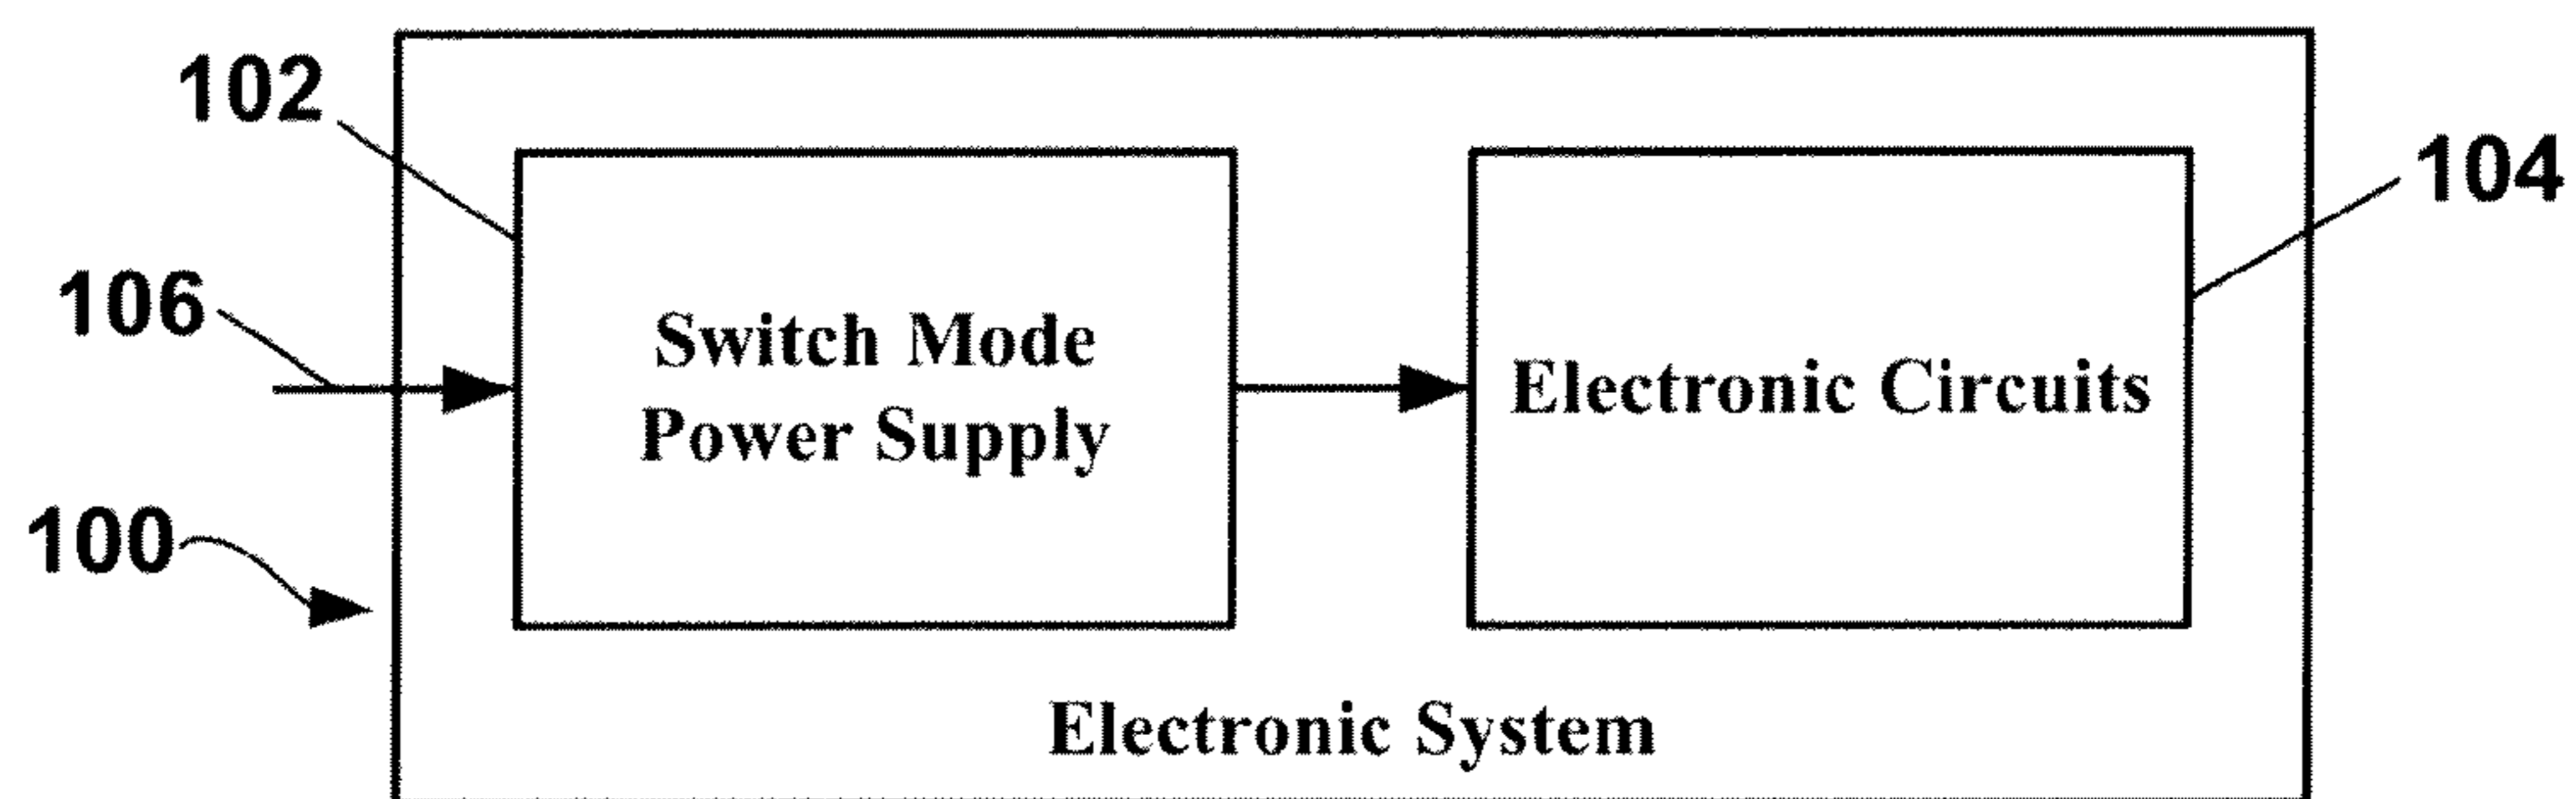 102
104
106
Switch Mode
Power Supply
Electronic Circuits
100
Electronic System